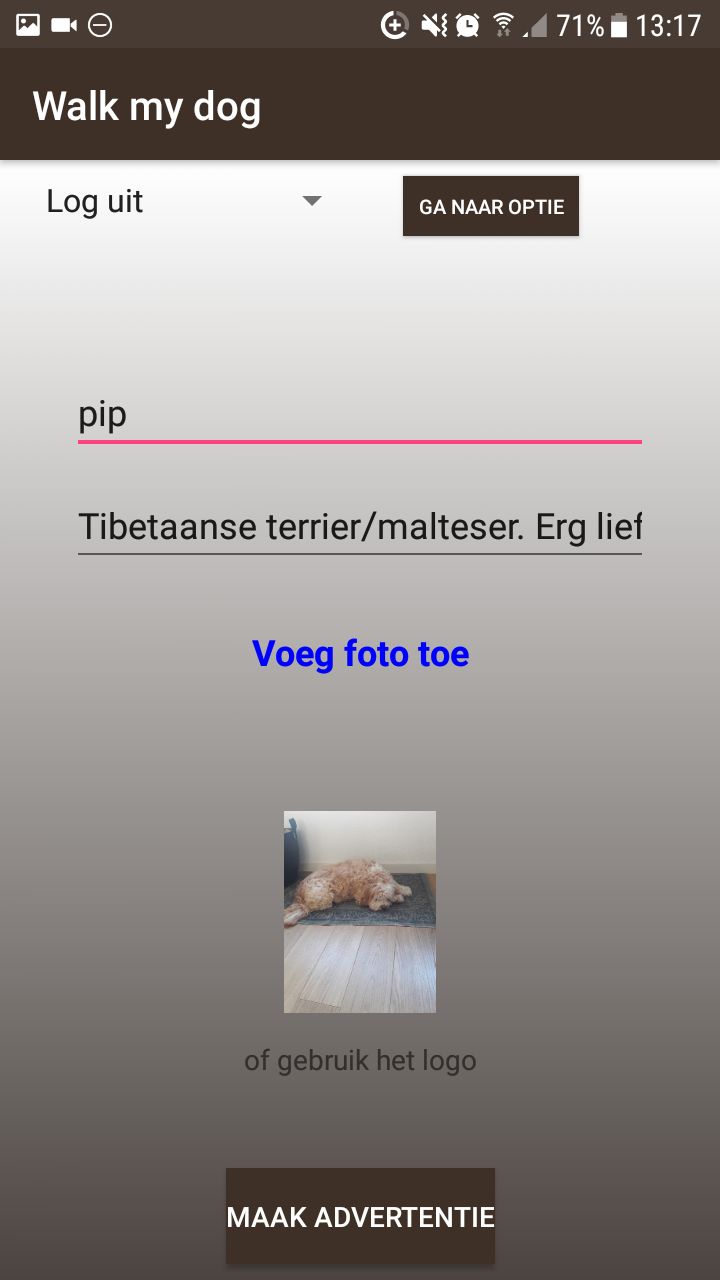 71% 13:17
Walk my dog
Log uit
GA NAAR OPTIE
pip
Tibetaanse terrier/malteser. Erg lief
Voeg foto toe
of gebruik het logo
MAAK ADVERTENTIE